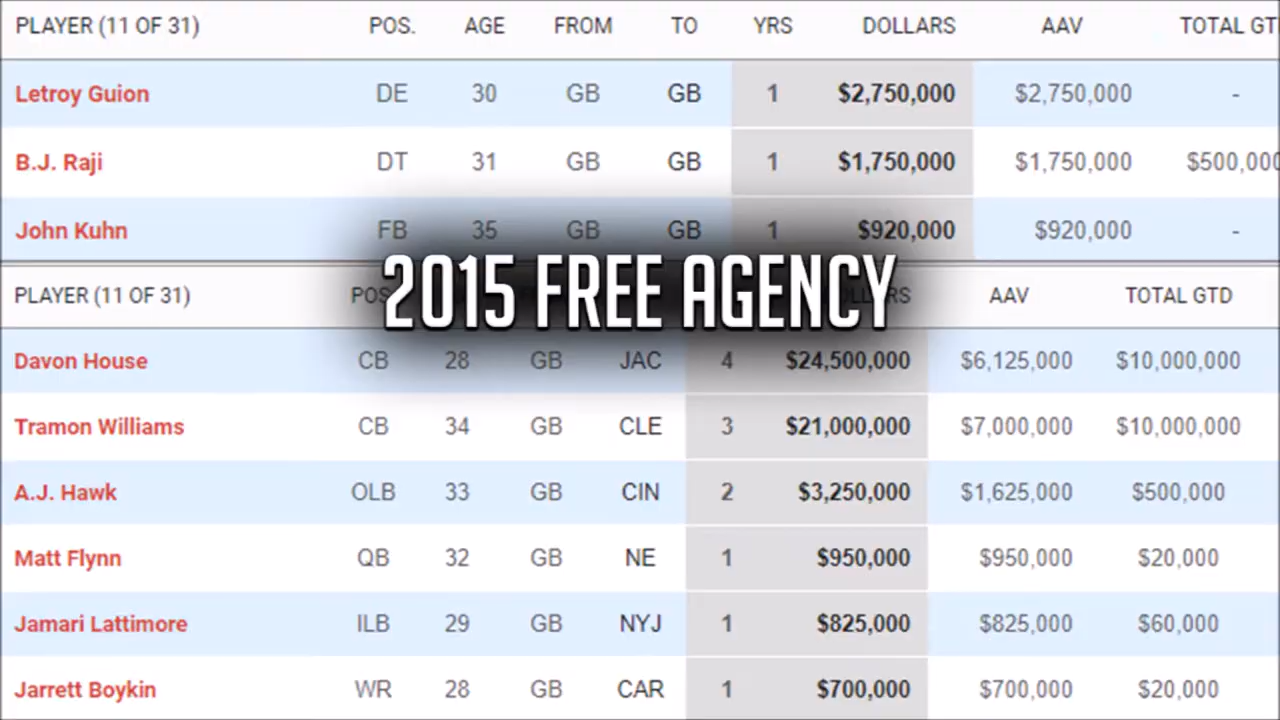 PLAYER (11 OF 31) POS. AGE FROM TO YRS DOLLARS AAV TOTAL GT
Letroy Guion DE 30 GB GB 1 $2,750,000 $2,750,000 -
B.J. Raji DT 31 GB GB 1 $1,750,000 $1,750,000 $500,000
John Kuhn FB 35 GB GB 1 $920,000 $920,000 -
2015 FREE AGENCY
PLAYER (11 OF 31) POS AAV TOTAL GTD
Davon House CB 28 GB JAC 4 $24,500,000 $6,125,000 $10,000,000
Tramon Williams CB 34 GB CLE 3 $21,000,000 $7,000,000 $10,000,000
A.J. Hawk OLB 33 GB CIN 2 $3,250,000 $1,625,000 $500,000
Matt Flynn QB 32 GB NE 1 $950,000 $950,000 $20,000
Jamari Lattimore ILB 29 GB NYJ 1 $825,000 $825,000 $60,000
Jarrett Boykin WR 28 GB CAR 1 $700,000 $700,000 $20,000